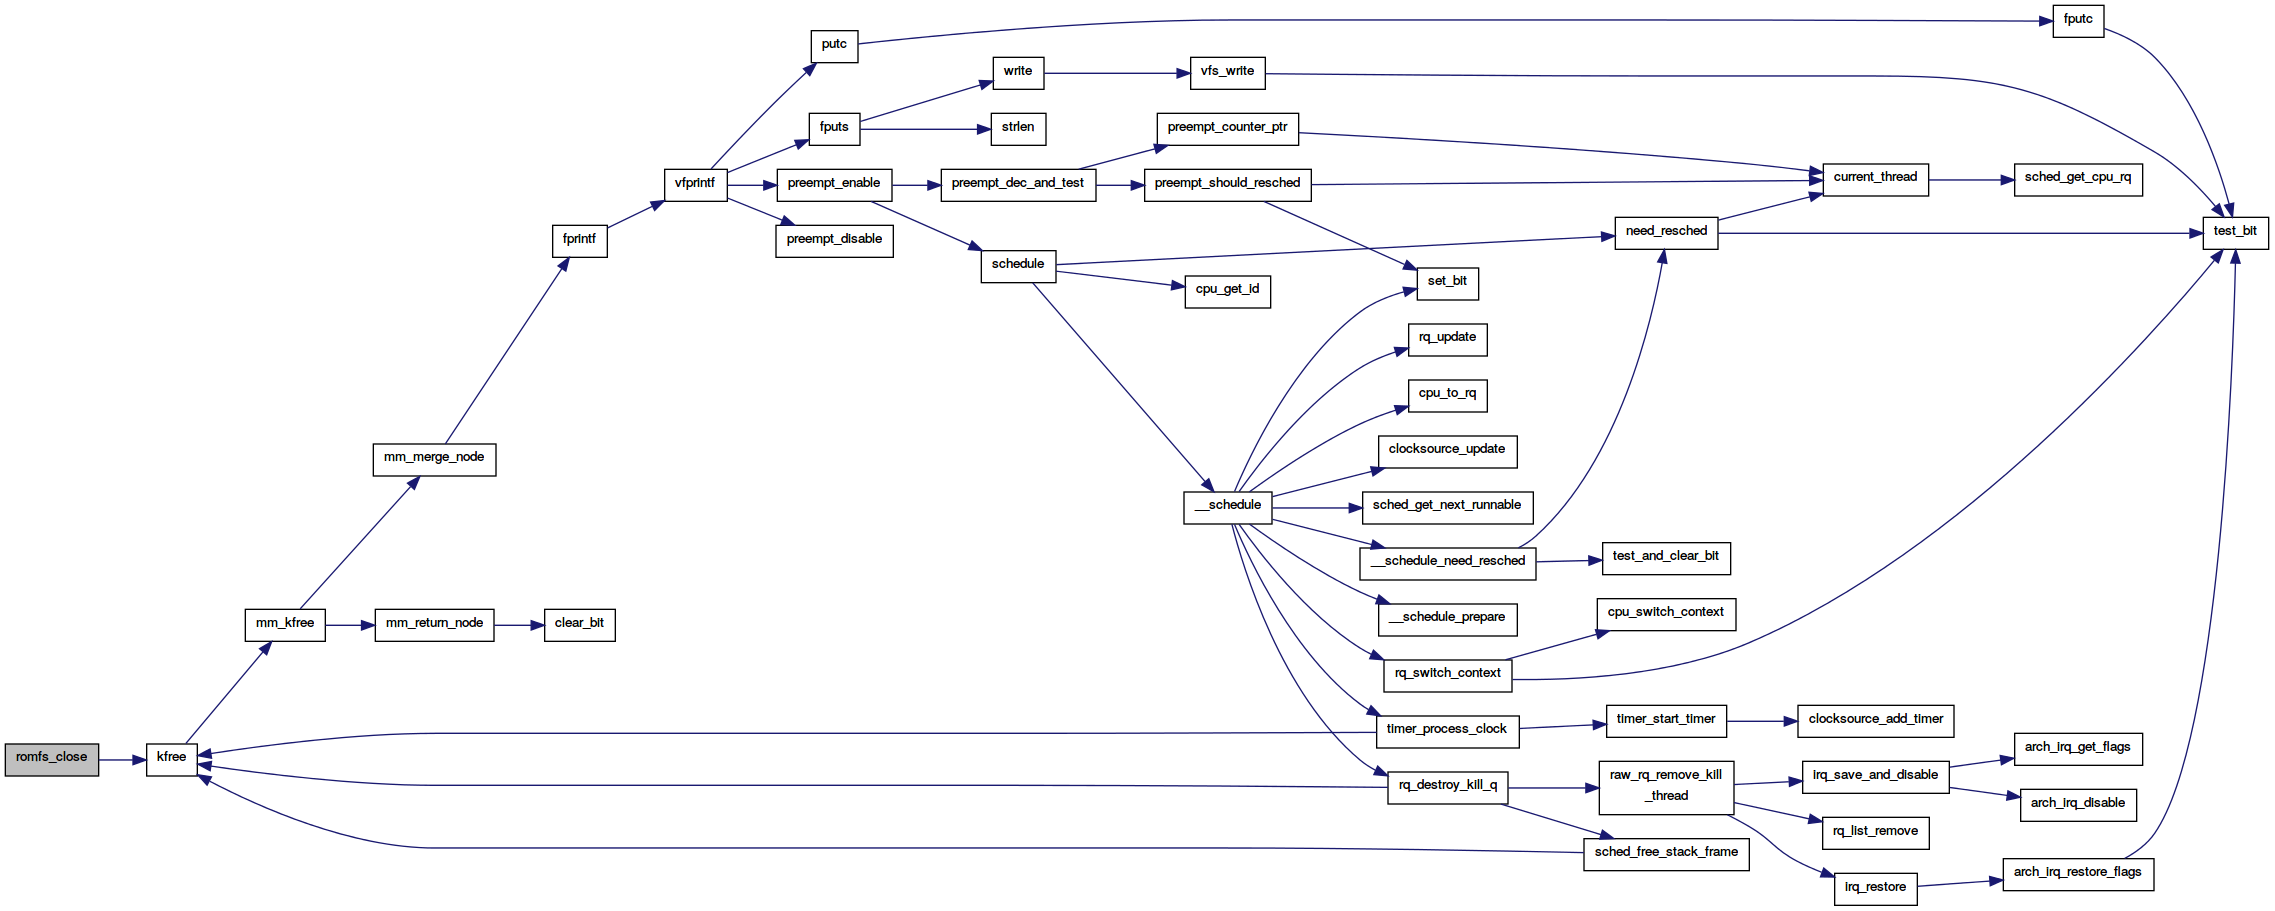 fputc
putc
write
vfs_write
fputs
strlen
preempt_counter_ptr
vfprintf
preempt_enable
preempt_dec_and_test
preempt_should_resched
current_thread
sched_get_cpu_rq
fprintf
preempt_disable
need_resched
test_bit
schedule
cpu_get_id
set_bit
rq_update
cpu_to_rq
mm_merge_node
clocksource_update
__schedule
sched_get_next_runnable
__schedule_need_resched
test_and_clear_bit
mm_kfree
mm_return_node
clear_bit
__schedule_prepare
cpu_switch_context
rq_switch_context
timer_process_clock
timer_start_timer
clocksource_add_timer
romfs_close
kfree
rq_destroy_kill_q
raw_rq_remove_kill
_thread
irq_save_and_disable
arch_irq_get_flags
arch_irq_disable
rq_list_remove
sched_free_stack_frame
irq_restore
arch_irq_restore_flags